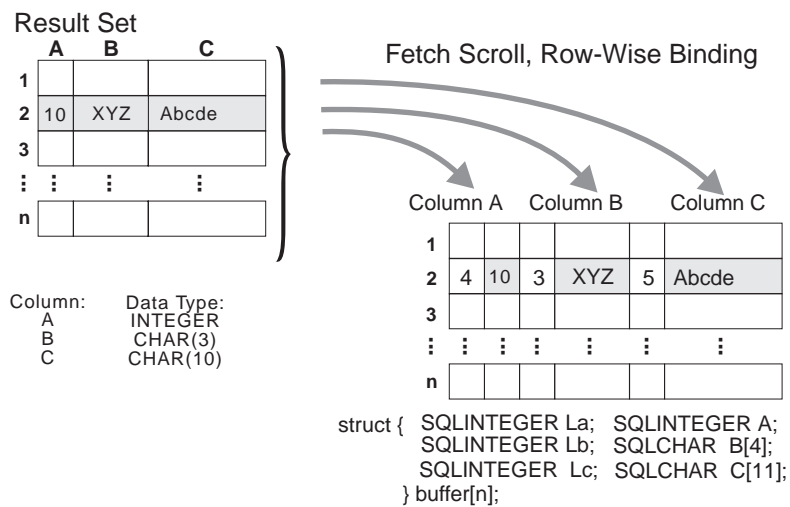 Result Set
A B C
1
2 10 XYZ Abcde
3
⋮ ⋮ ⋮ ⋮
n
Column: Data Type:
A INTEGER
B CHAR(3)
C CHAR(10)
Fetch Scroll, Row-Wise Binding
Column A Column B Column C
1
2 4 10 3 XYZ 5 Abcde
3
⋮ ⋮ ⋮ ⋮ ⋮ ⋮ ⋮
n
struct { SQLINTEGER La; SQLINTEGER A;
SQLINTEGER Lb; SQLCHAR B[4];
SQLINTEGER Lc; SQLCHAR C[11];
} buffer[n];